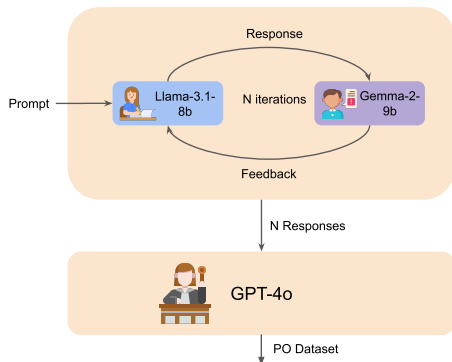 Response
Prompt
Llama-3.1-
8b
N iterations
Gemma-2-
9b
Feedback
N Responses
GPT-4o
PO Dataset